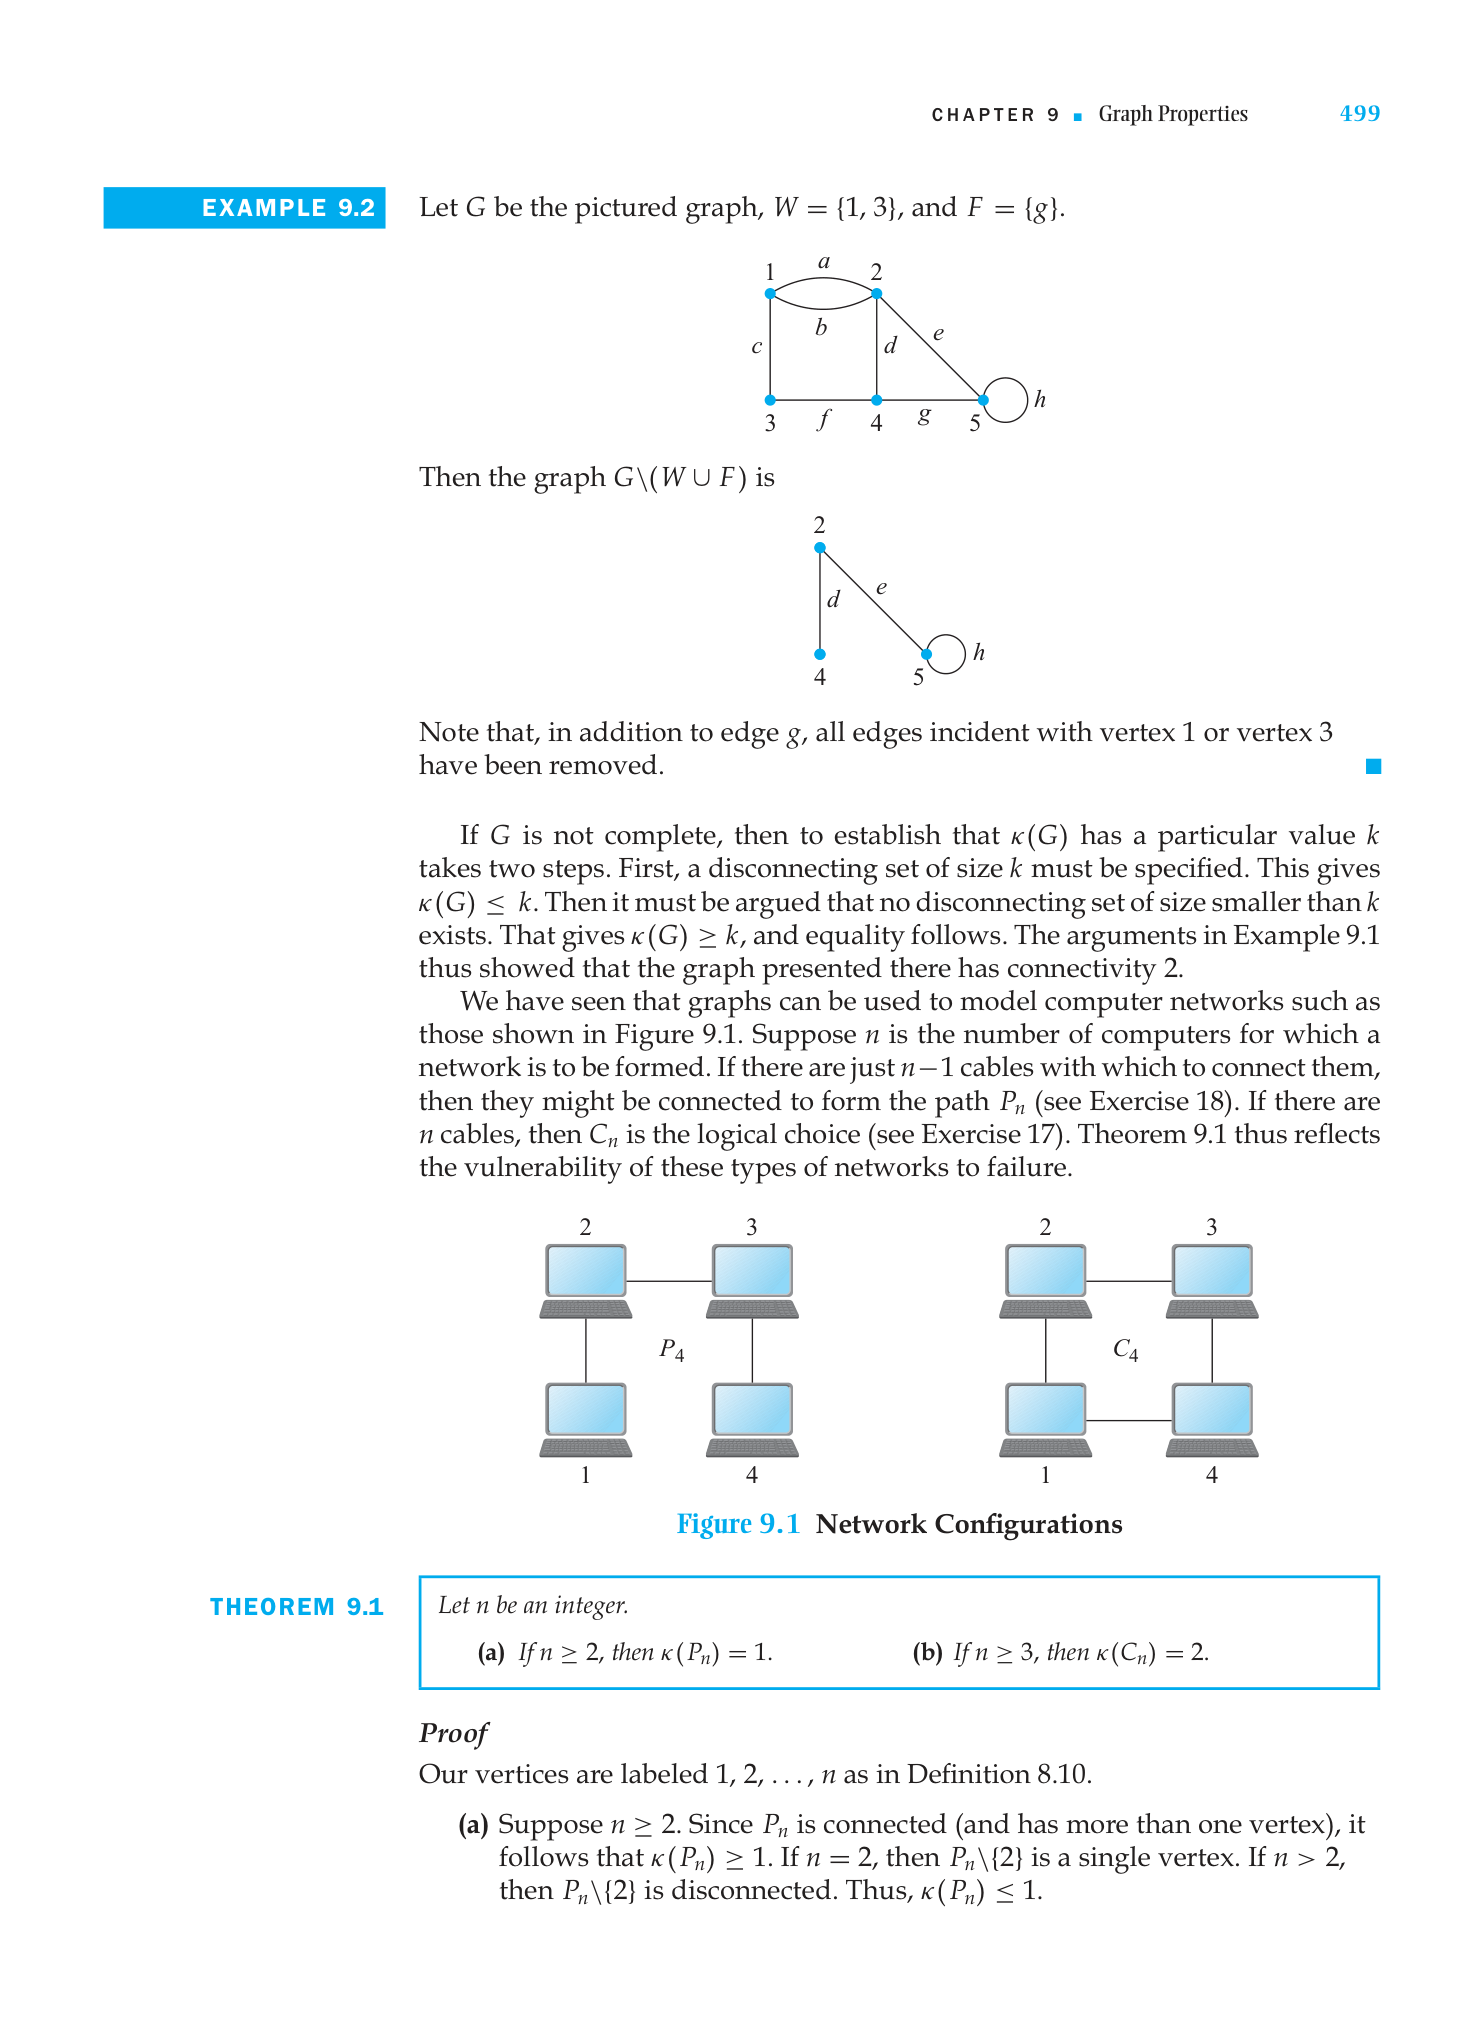 CHAPTER 9 ■ Graph Properties 499
EXAMPLE 9.2 Let G be the pictured graph, W = {1, 3}, and F = {g}.
1 a 2
b
c d e
h
3 f 4 g 5
Then the graph G\(W ∪ F) is
2
e
d
h
4 5
Note that, in addition to edge g, all edges incident with vertex 1 or vertex 3
have been removed. ■
If G is not complete, then to establish that κ(G) has a particular value k
takes two steps. First, a disconnecting set of size k must be specified. This gives
κ(G) ≤ k. Then it must be argued that no disconnecting set of size smaller than k
exists. That gives κ(G) ≥ k, and equality follows. The arguments in Example 9.1
thus showed that the graph presented there has connectivity 2.
We have seen that graphs can be used to model computer networks such as
those shown in Figure 9.1. Suppose n is the number of computers for which a
network is to be formed. If there are just n−1 cables with which to connect them,
then they might be connected to form the path Pₙ (see Exercise 18). If there are
n cables, then Cₙ is the logical choice (see Exercise 17). Theorem 9.1 thus reflects
the vulnerability of these types of networks to failure.
2 3 2 3
P₄ C₄
1 4 1 4
Figure 9.1 Network Configurations
THEOREM 9.1 Let n be an integer.
(a) If n ≥ 2, then κ(Pₙ) = 1. (b) If n ≥ 3, then κ(Cₙ) = 2.
Proof
Our vertices are labeled 1, 2, . . . , n as in Definition 8.10.
(a) Suppose n ≥ 2. Since Pₙ is connected (and has more than one vertex), it
follows that κ(Pₙ) ≥ 1. If n = 2, then Pₙ\{2} is a single vertex. If n > 2,
then Pₙ\{2} is disconnected. Thus, κ(Pₙ) ≤ 1.